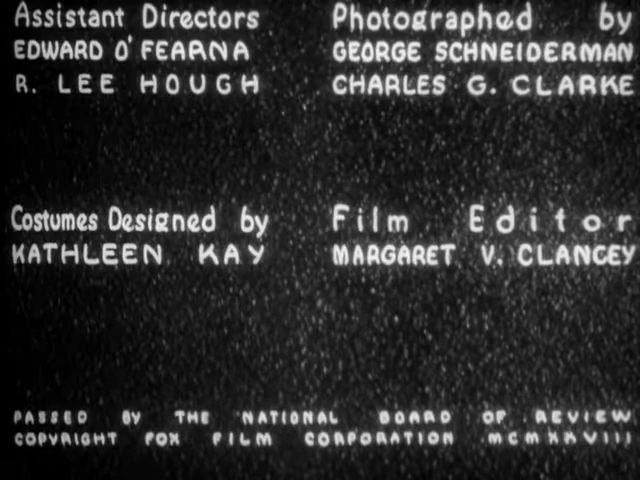 Assistant Directors
EDWARD O'FEARNA
R. LEE HOUGH
Photographed by
GEORGE SCHNEIDERMAN
CHARLES G. CLARKE
Costumes Designed by
KATHLEEN KAY
Film Editor
MARGARET V. CLANCEY
PASSED BY THE NATIONAL BOARD OF REVIEW
COPYRIGHT FOX FILM CORPORATION MCMXXVIII